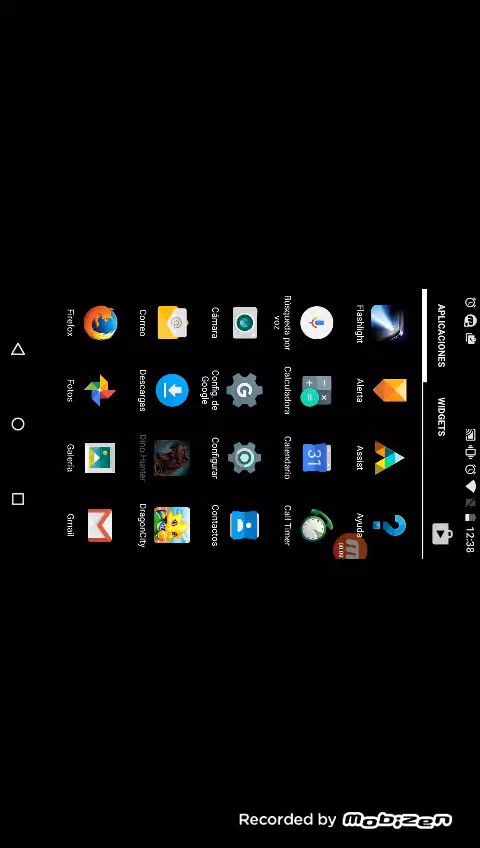 12:38
APLICACIONES WIDGETS
Flashlight Alerta Assist Ayuda
Búsqueda por voz Calculadora Calendario Call Timer
31
Cámara Config. de Google Configurar Contactos
Correo Descargas Dino Hunter DragonCity
Firefox Fotos Galería Gmail
Recorded by Mobizen